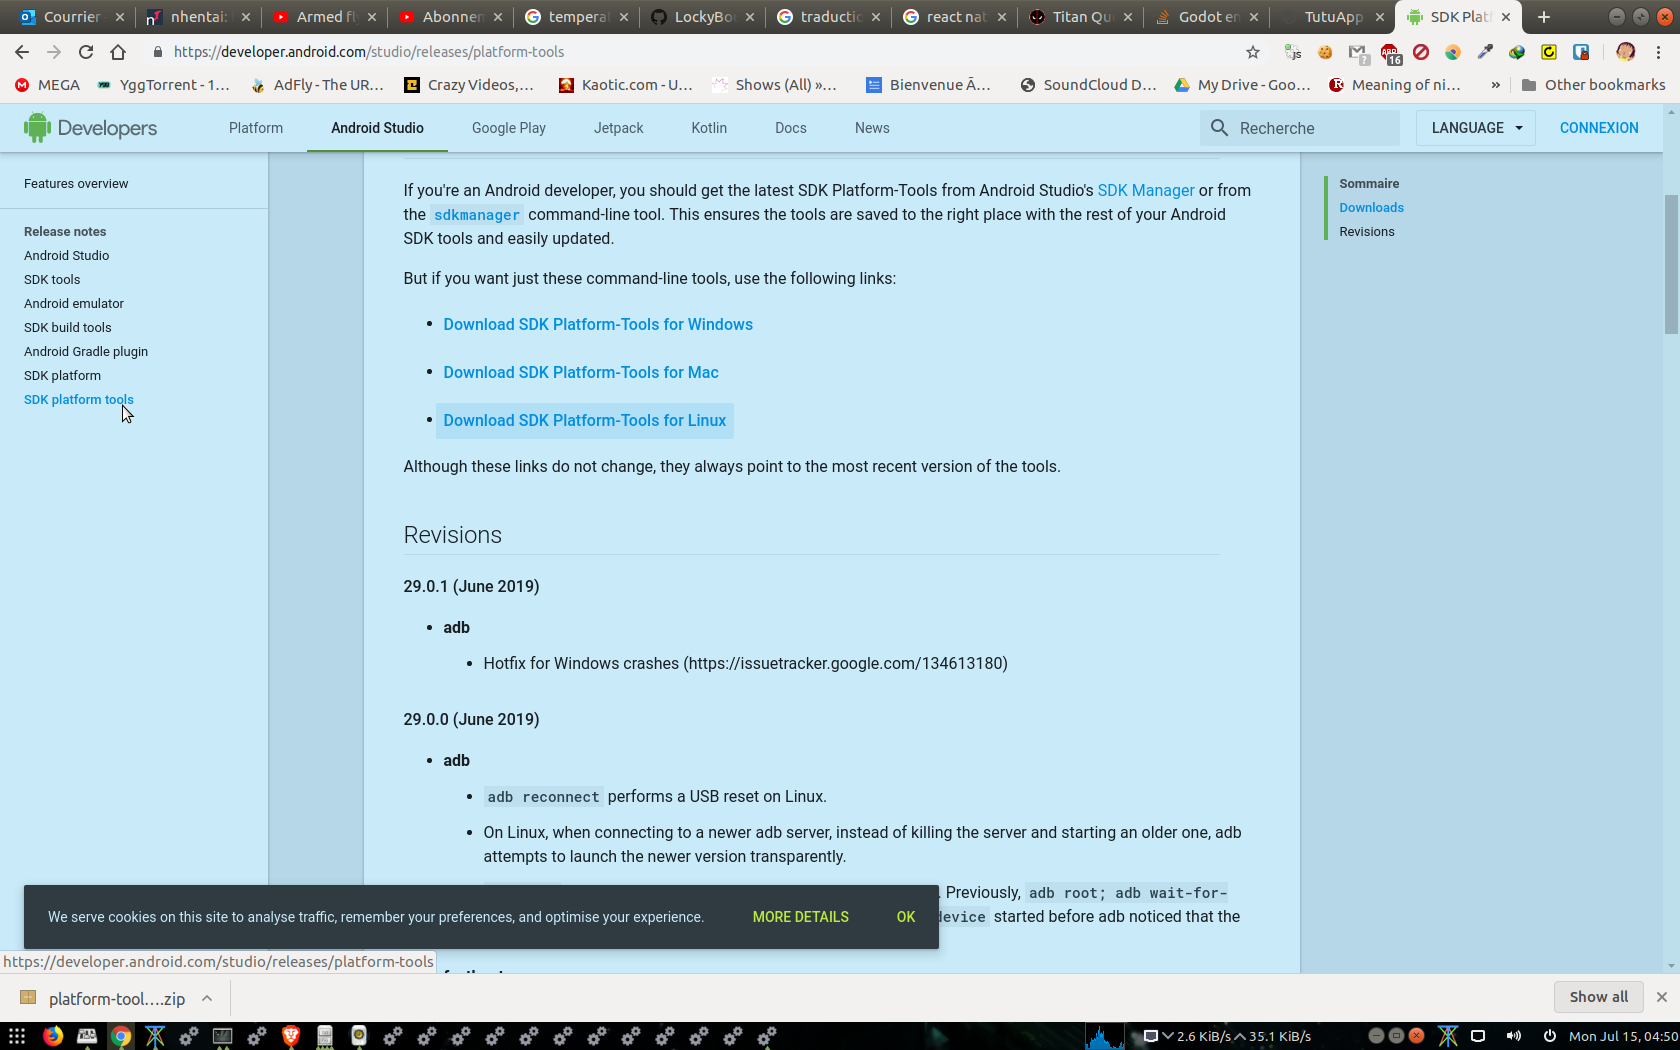 Courrier
nhentai:
Armed fl
Abonnem
tempera
LockyBo
traductio
react nat
Titan Qu
Godot en
TutuApp
SDK Platf
https://developer.android.com/studio/releases/platform-tools
16
MEGA
YggTorrent - 1...
AdFly - The UR...
Crazy Videos,...
Kaotic.com - U...
Shows (All) »...
Bienvenue Ã...
SoundCloud D...
My Drive - Goo...
Meaning of ni...
»
Other bookmarks
Developers
Platform
Android Studio
Google Play
Jetpack
Kotlin
Docs
News
Recherche
LANGUAGE
CONNEXION
Features overview
Release notes
Android Studio
SDK tools
Android emulator
SDK build tools
Android Gradle plugin
SDK platform
SDK platform tools
If you're an Android developer, you should get the latest SDK Platform-Tools from Android Studio's SDK Manager or from
the sdkmanager command-line tool. This ensures the tools are saved to the right place with the rest of your Android
SDK tools and easily updated.
But if you want just these command-line tools, use the following links:
• Download SDK Platform-Tools for Windows
• Download SDK Platform-Tools for Mac
• Download SDK Platform-Tools for Linux
Although these links do not change, they always point to the most recent version of the tools.
Revisions
29.0.1 (June 2019)
• adb
• Hotfix for Windows crashes (https://issuetracker.google.com/134613180)
29.0.0 (June 2019)
• adb
• adb reconnect performs a USB reset on Linux.
• On Linux, when connecting to a newer adb server, instead of killing the server and starting an older one, adb
attempts to launch the newer version transparently.
. Previously, adb root; adb wait-for-
device started before adb noticed that the
Sommaire
Downloads
Revisions
We serve cookies on this site to analyse traffic, remember your preferences, and optimise your experience.
MORE DETAILS
OK
https://developer.android.com/studio/releases/platform-tools
platform-tool....zip
Show all
2.6 KiB/s
35.1 KiB/s
Mon Jul 15, 04:50